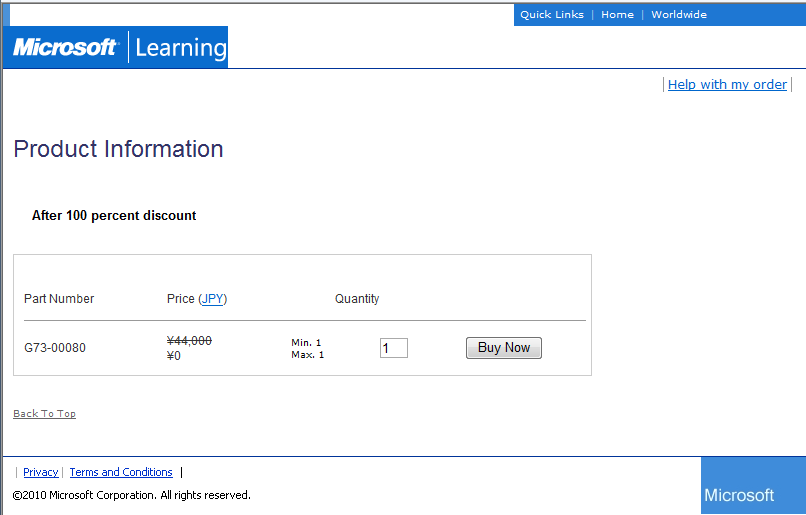 Quick Links | Home | Worldwide
Microsoft | Learning
| Help with my order |
Product Information
After 100 percent discount
Part Number Price (JPY) Quantity
G73-00080 ¥44,000 Min. 1 1 Buy Now
¥0 Max. 1
Back To Top
| Privacy | Terms and Conditions |
©2010 Microsoft Corporation. All rights reserved.
Microsoft